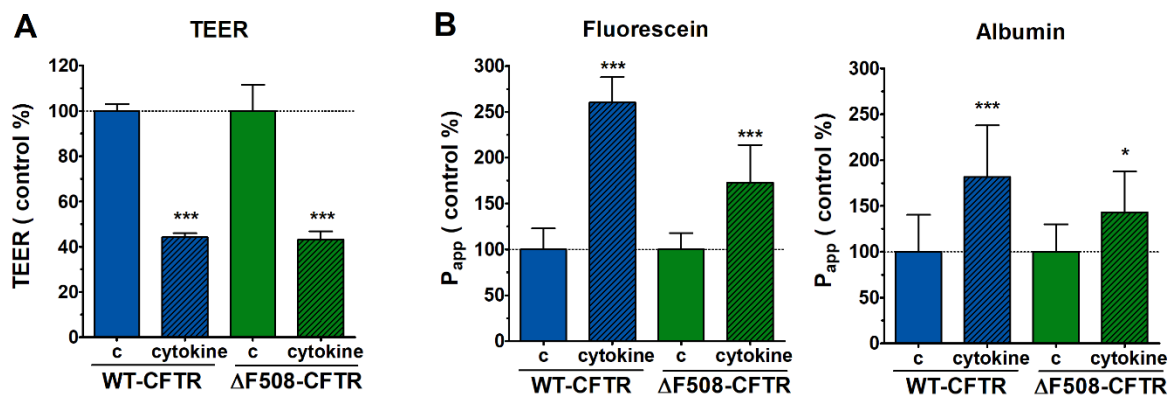 A
TEER
TEER ( control %)
120
100
80
60
40
20
0
***
***
c
cytokine
c
cytokine
WT-CFTR
ΔF508-CFTR
B
Fluorescein
P_app ( control %)
300
250
200
150
100
50
0
***
***
c
cytokine
c
cytokine
WT-CFTR
ΔF508-CFTR
Albumin
P_app ( control %)
300
250
200
150
100
50
0
***
*
c
cytokine
c
cytokine
WT-CFTR
ΔF508-CFTR